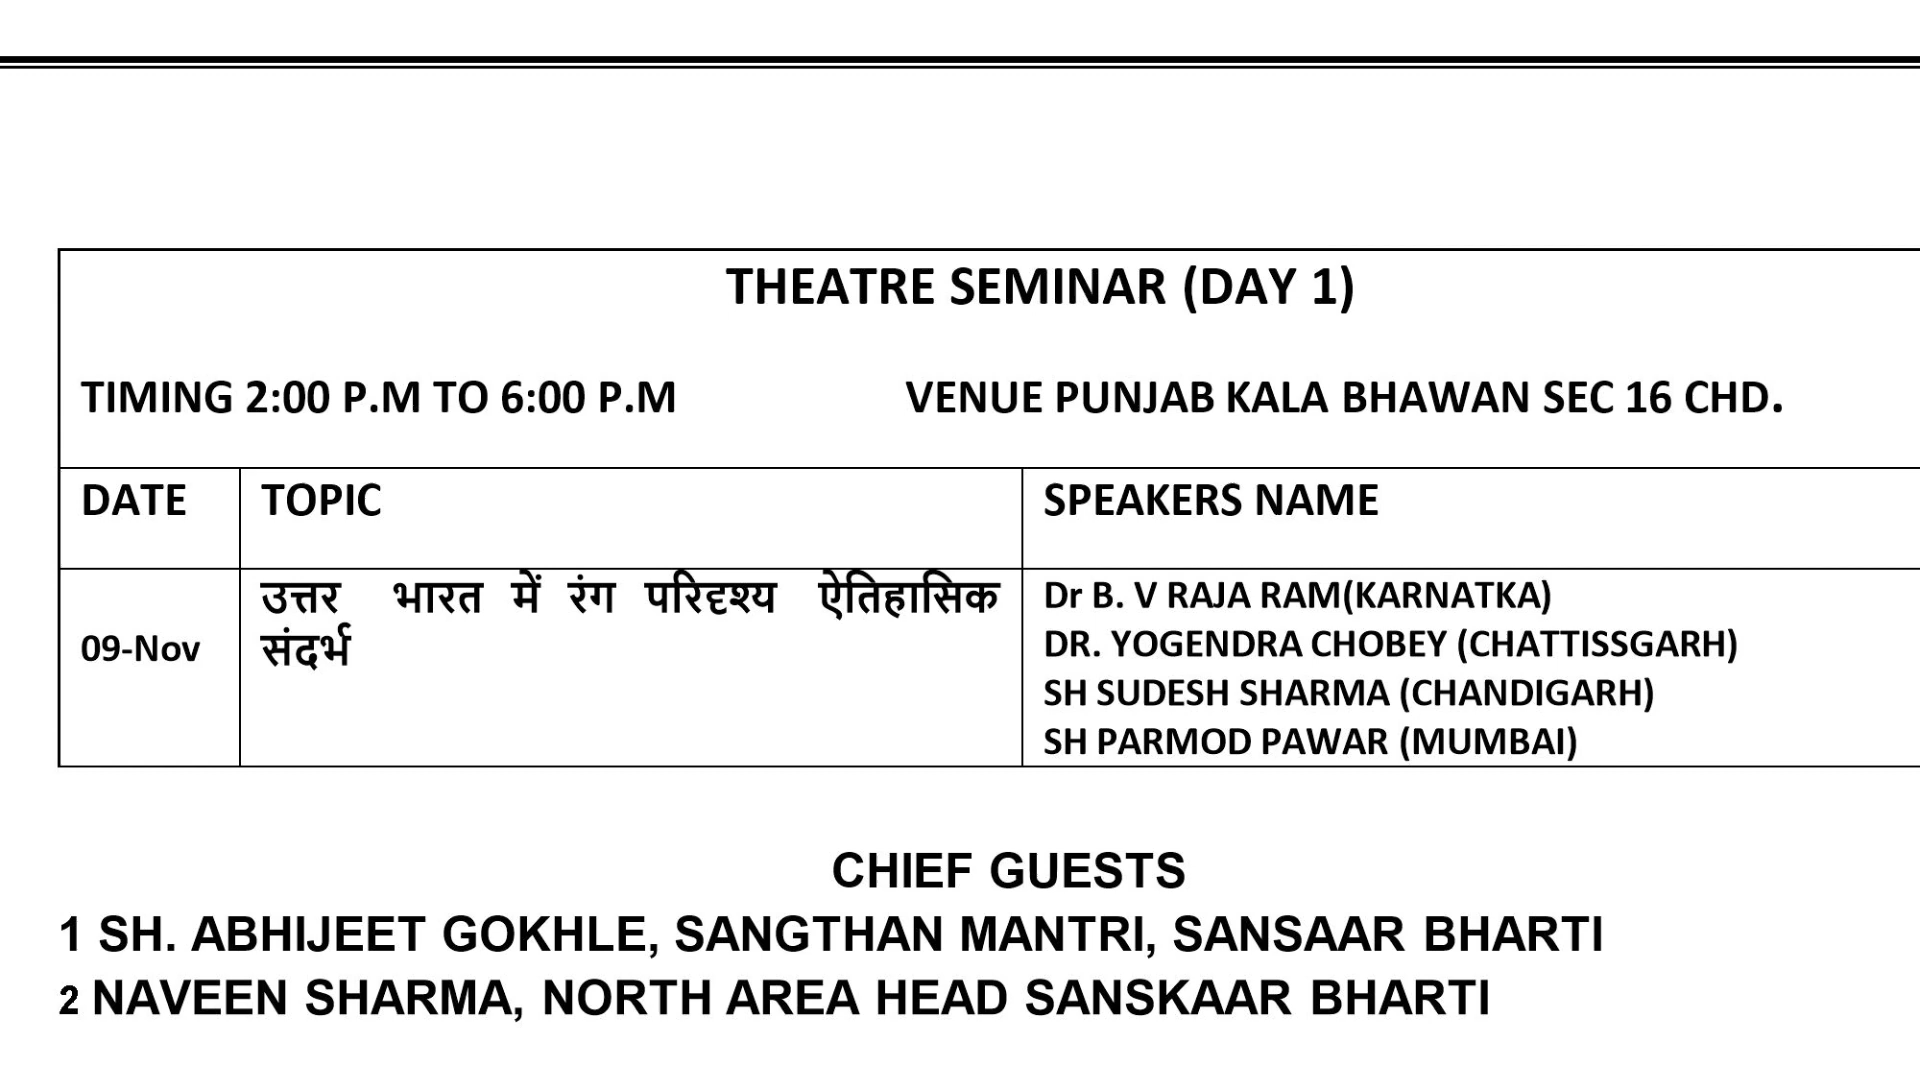 THEATRE SEMINAR (DAY 1)
TIMING 2:00 P.M TO 6:00 P.M VENUE PUNJAB KALA BHAWAN SEC 16 CHD.
DATE TOPIC SPEAKERS NAME
09-Nov
उत्तर भारत में रंग परिदृश्य ऐतिहासिक
संदर्भ
Dr B. V RAJA RAM(KARNATKA)
DR. YOGENDRA CHOBEY (CHATTISSGARH)
SH SUDESH SHARMA (CHANDIGARH)
SH PARMOD PAWAR (MUMBAI)
CHIEF GUESTS
1 SH. ABHIJEET GOKHLE, SANGTHAN MANTRI, SANSAAR BHARTI
2 NAVEEN SHARMA, NORTH AREA HEAD SANSKAAR BHARTI